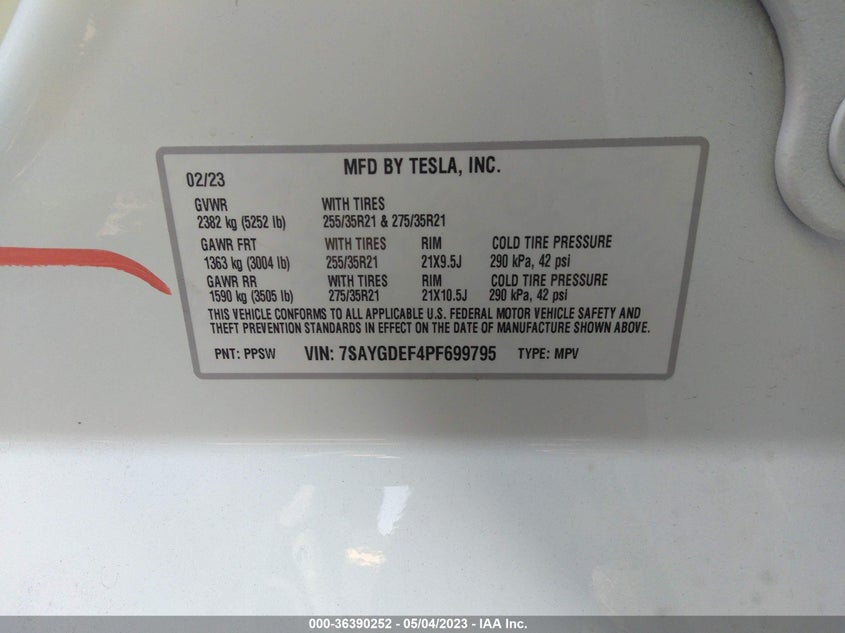 MFD BY TESLA, INC.
02/23
GVWR WITH TIRES
2382 kg (5252 lb) 255/35R21 & 275/35R21
GAWR FRT WITH TIRES RIM COLD TIRE PRESSURE
1363 kg (3004 lb) 255/35R21 21X9.5J 290 kPa, 42 psi
GAWR RR WITH TIRES RIM COLD TIRE PRESSURE
1590 kg (3505 lb) 275/35R21 21X10.5J 290 kPa, 42 psi
THIS VEHICLE CONFORMS TO ALL APPLICABLE U.S. FEDERAL MOTOR VEHICLE SAFETY AND
THEFT PREVENTION STANDARDS IN EFFECT ON THE DATE OF MANUFACTURE SHOWN ABOVE.
PNT: PPSW VIN: 7SAYGDEF4PF699795 TYPE: MPV
000-36390252 - 05/04/2023 - IAA Inc.